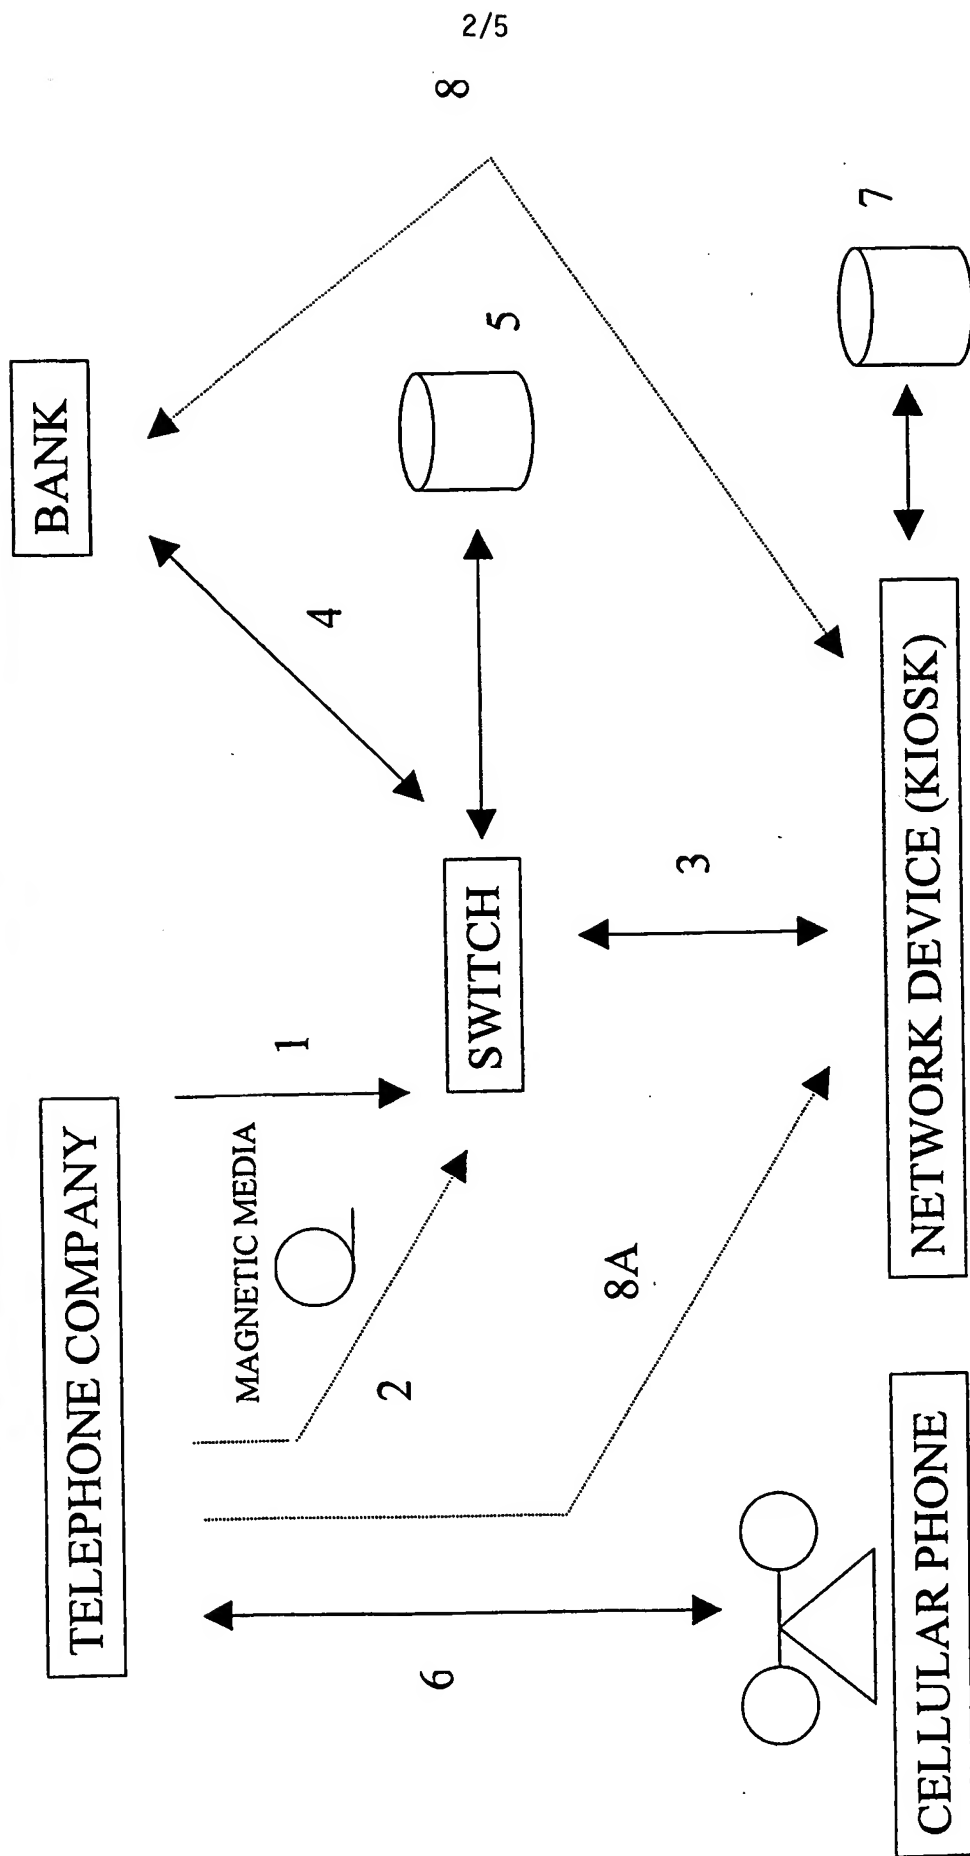 2/5
TELEPHONE COMPANY
BANK
MAGNETIC MEDIA
1
4
8
2
SWITCH
5
6
8A
3
7
CELLULAR PHONE
NETWORK DEVICE (KIOSK)